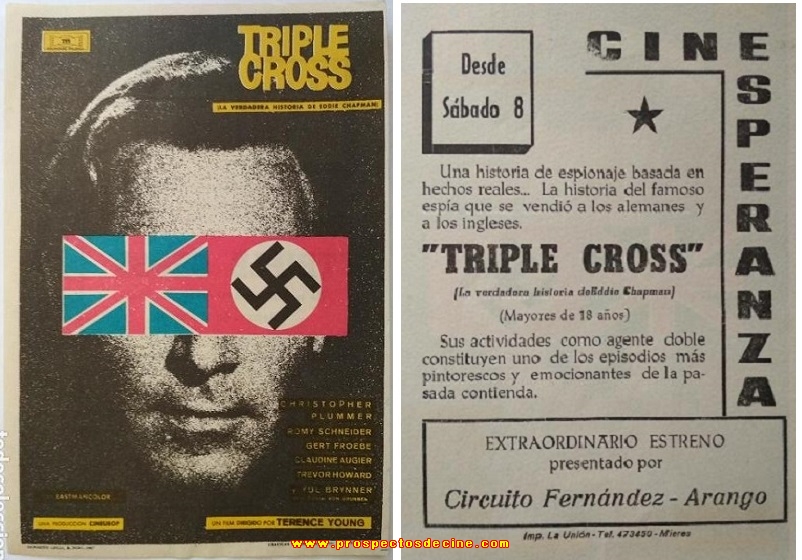 TRIPLE
CROSS
(LA VERDADERA HISTORIA DE EDDIE CHAPMAN)
CHRISTOPHER
PLUMMER
ROMY SCHNEIDER
GERT FROEBE
CLAUDINE AUGER
TREVOR HOWARD
YUL BRYNNER
EASTMANCOLOR
UNA PRODUCCION CINEUROP
UN FILM DIRIGIDO POR TERENCE YOUNG
todocoleccion
Desde
Sábado 8
CINE
ESPERANZA
Una historia de espionaje basada en
hechos reales... La historia del famoso
espía que se vendió a los alemanes y
a los ingleses.
"TRIPLE CROSS"
(La verdadera historia de Eddie Chapman)
(Mayores de 18 años)
Sus actividades como agente doble
constituyen uno de los episodios más
pintorescos y emocionantes de la pa-
sada contienda.
EXTRAORDINARIO ESTRENO
presentado por
Circuito Fernández - Arango
Imp. La Unión - Tel. 473450 - Mieres
www.prospectosdecine.com